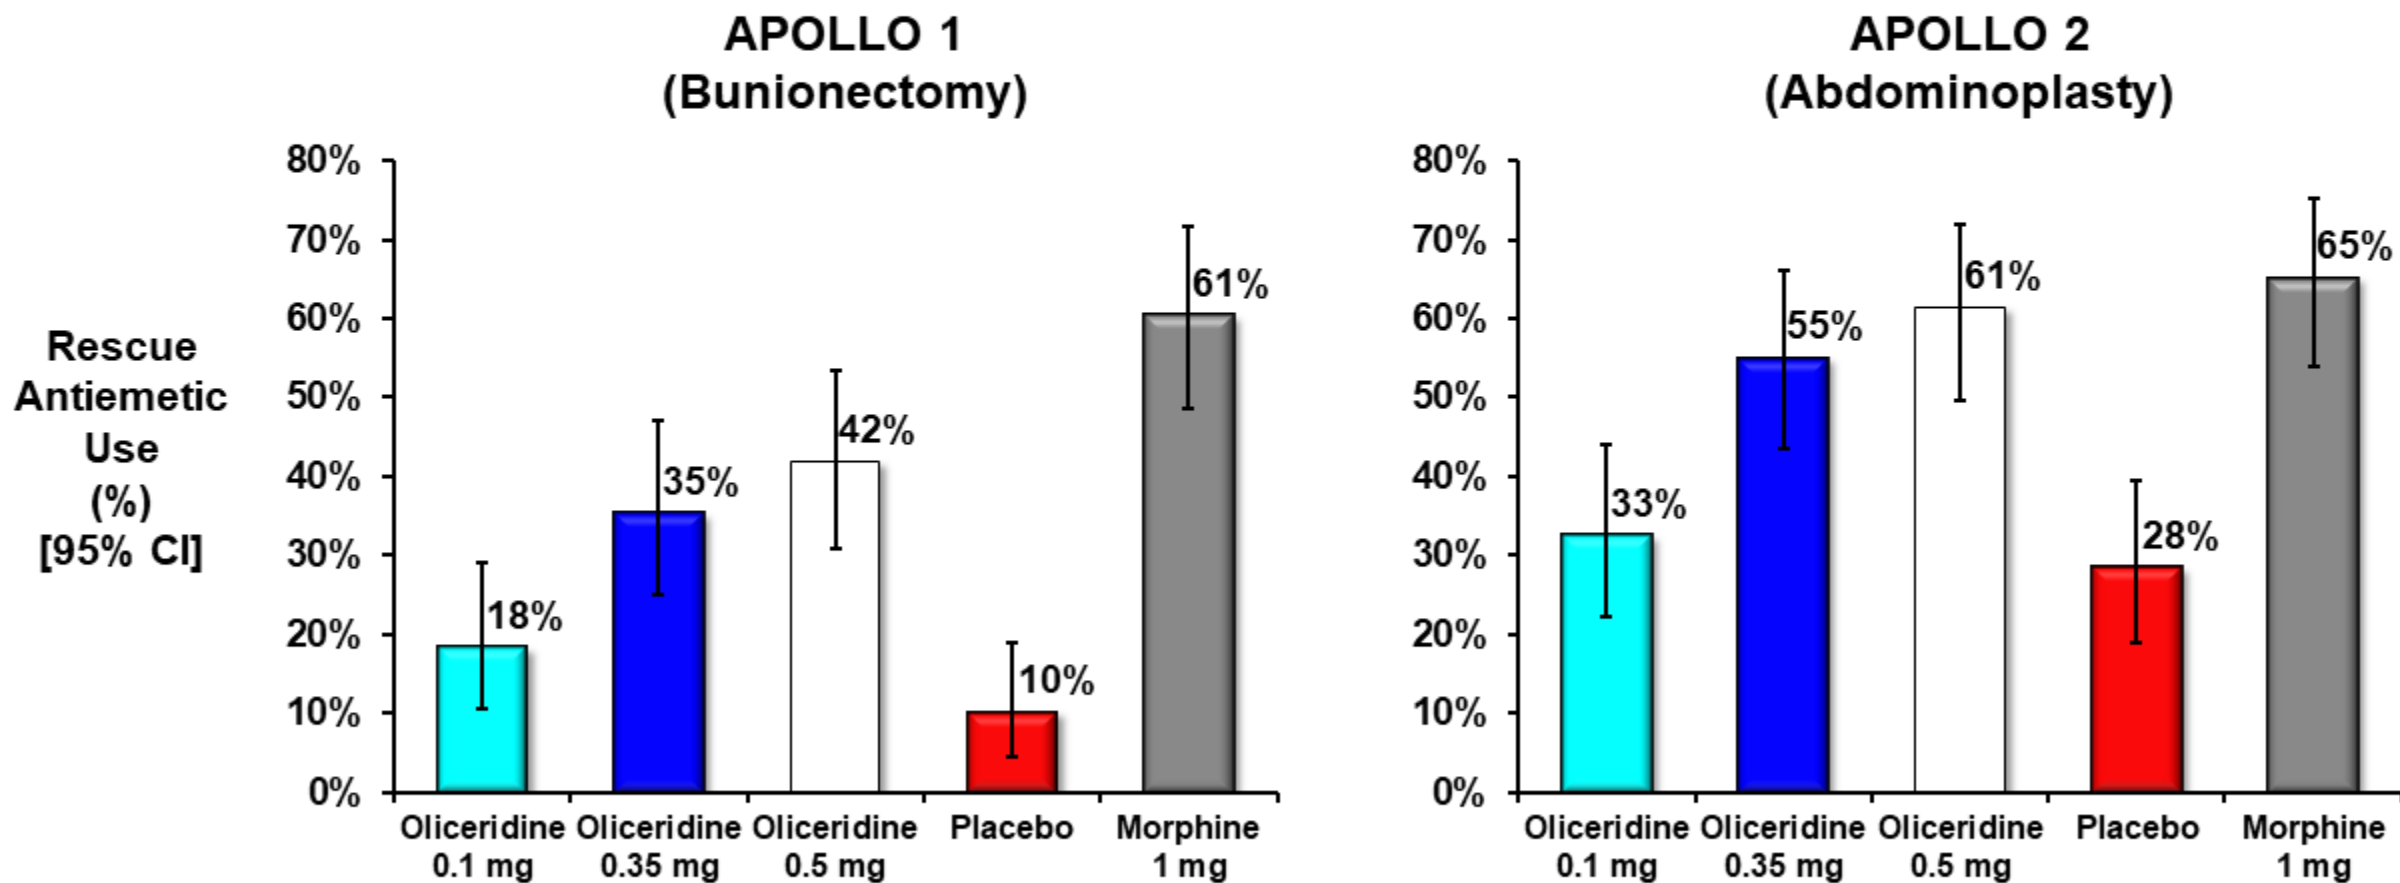 APOLLO 1
(Bunionectomy)
Rescue
Antiemetic
Use
(%)
[95% CI]
80%
70%
60%
50%
40%
30%
20%
10%
0%
18%
35%
42%
10%
61%
Oliceridine
0.1 mg
Oliceridine
0.35 mg
Oliceridine
0.5 mg
Placebo
Morphine
1 mg
APOLLO 2
(Abdominoplasty)
80%
70%
60%
50%
40%
30%
20%
10%
0%
33%
55%
61%
28%
65%
Oliceridine
0.1 mg
Oliceridine
0.35 mg
Oliceridine
0.5 mg
Placebo
Morphine
1 mg